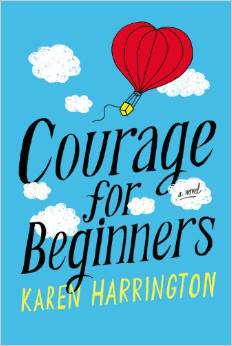 Courage
for
a novel
Beginners
KAREN HARRINGTON